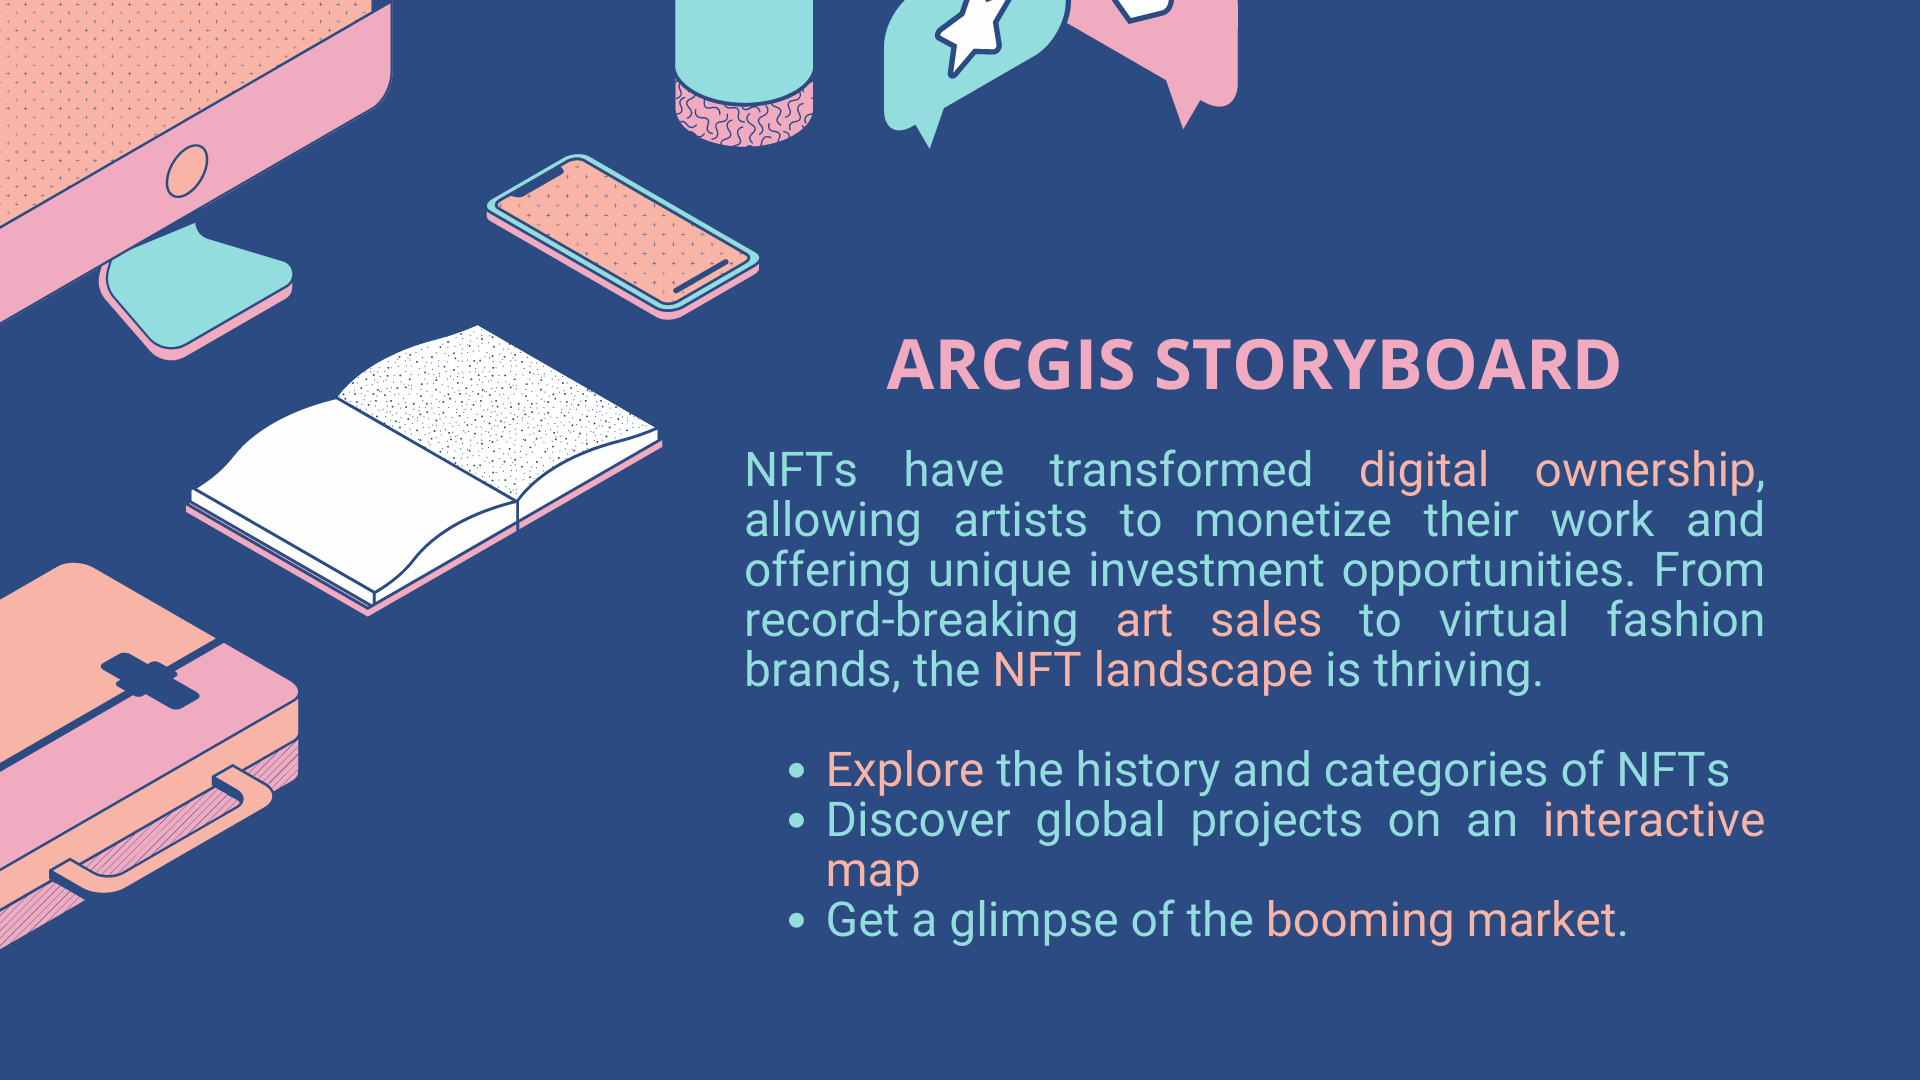 ARCGIS STORYBOARD
NFTs have transformed digital ownership,
allowing artists to monetize their work and
offering unique investment opportunities. From
record-breaking art sales to virtual fashion
brands, the NFT landscape is thriving.
• Explore the history and categories of NFTs
• Discover global projects on an interactive
map
• Get a glimpse of the booming market.